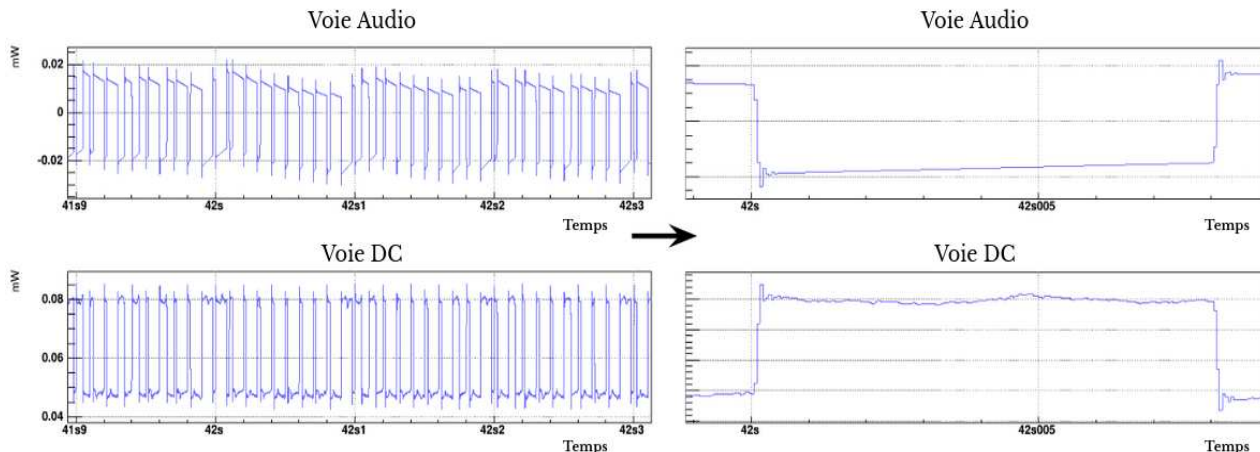 Voie Audio
mW
0.02
0
-0.02
41s9 42s 42s1 42s2 42s3
Temps
Voie Audio
42s 42s005
Temps
Voie DC
mW
0.08
0.06
0.04
41s9 42s 42s1 42s2 42s3
Temps
Voie DC
42s 42s005
Temps